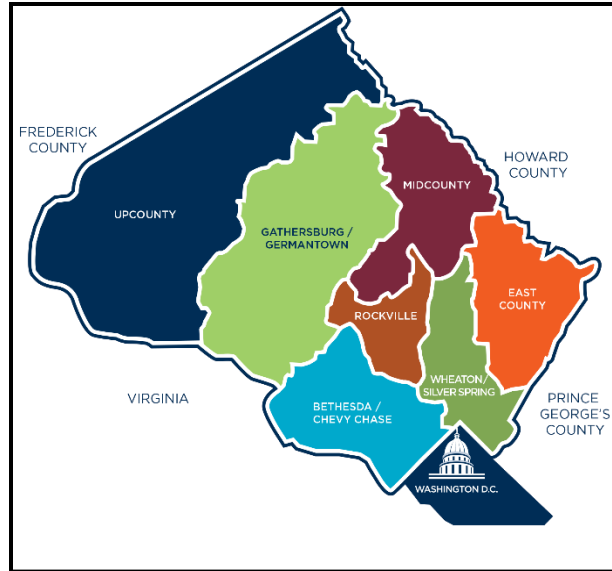 FREDERICK
COUNTY
HOWARD
COUNTY
MIDCOUNTY
UPCOUNTY
GATHERSBURG /
GERMANTOWN
EAST
COUNTY
ROCKVILLE
WHEATON/
SILVER SPRING
VIRGINIA
BETHESDA /
CHEVY CHASE
PRINCE
GEORGE'S
COUNTY
WASHINGTON D.C.